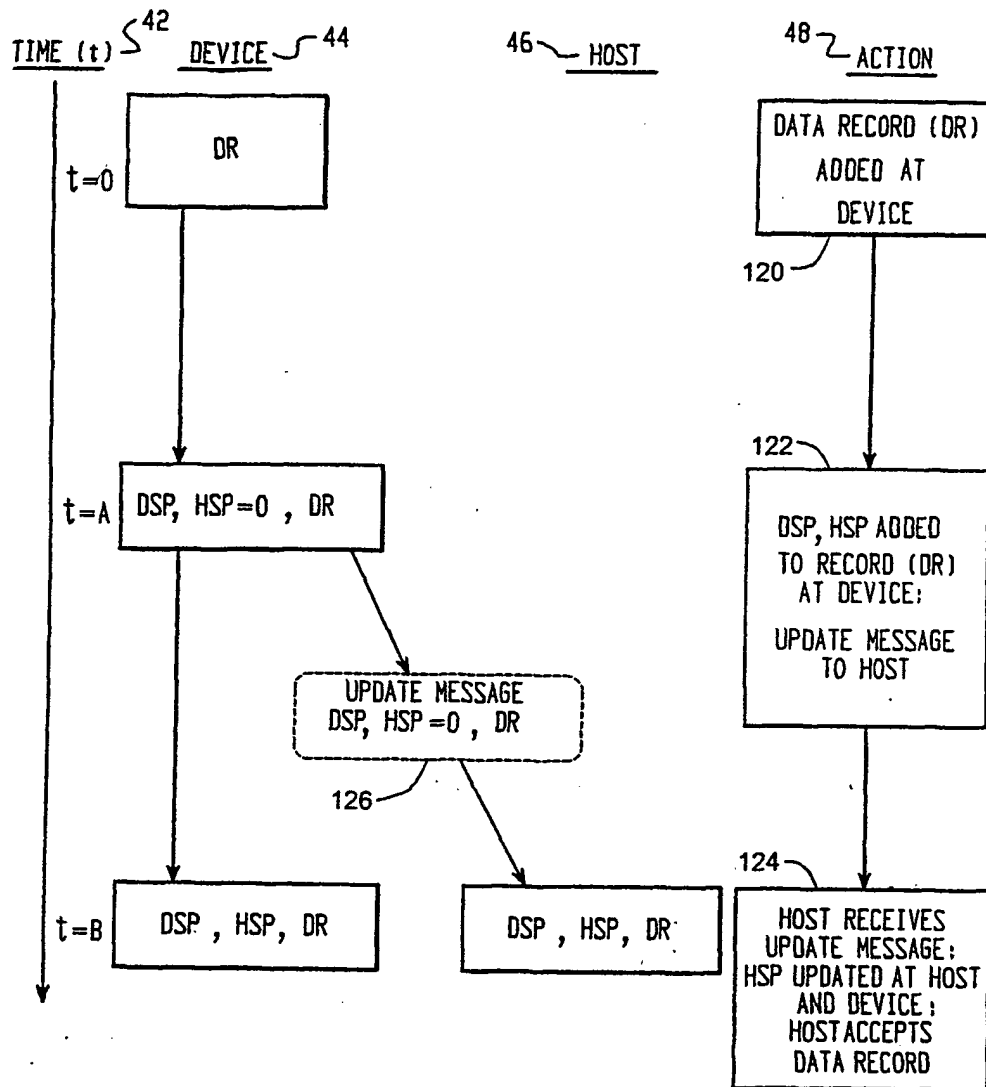 TIME (t) 42 DEVICE 44 46 HOST 48 ACTION
t=0
DR
DATA RECORD (DR)
ADDED AT
DEVICE
120
122
t=A
DSP, HSP=0 , DR
DSP, HSP ADDED
TO RECORD (DR)
AT DEVICE;
UPDATE MESSAGE
TO HOST
UPDATE MESSAGE
DSP, HSP=0 , DR
126
124
t=B
DSP , HSP, DR
DSP , HSP, DR
HOST RECEIVES
UPDATE MESSAGE;
HSP UPDATED AT HOST
AND DEVICE;
HOST ACCEPTS
DATA RECORD